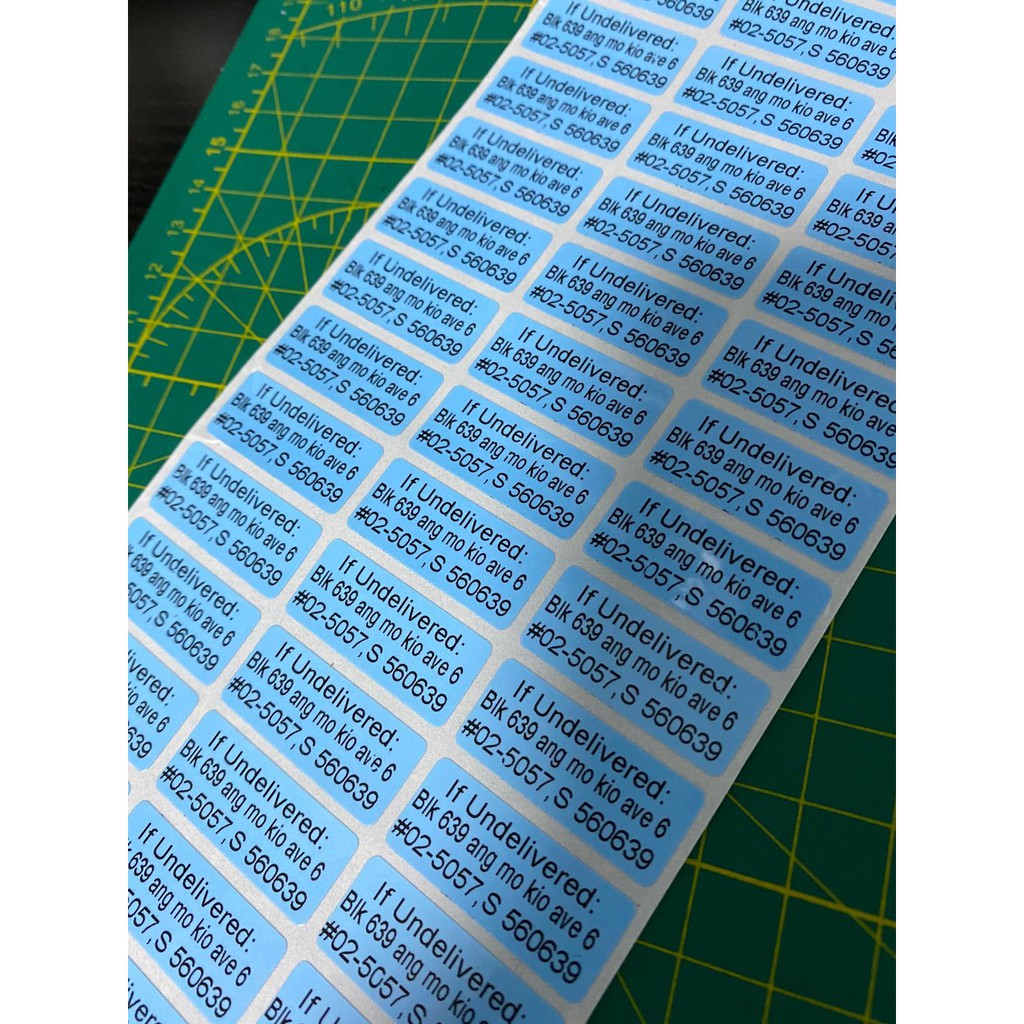 If Undelivered:
Blk 639 ang mo kio ave 6
#02-5057, S 560639